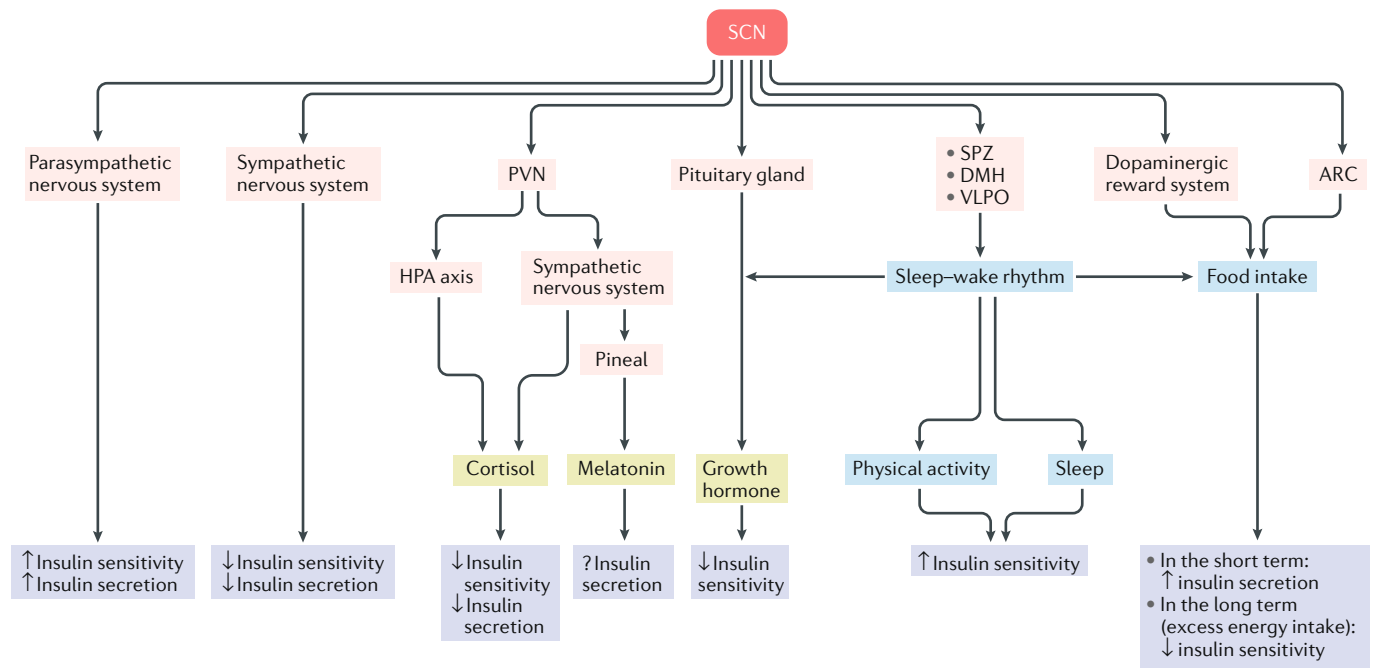 SCN
Parasympathetic
nervous system
Sympathetic
nervous system
PVN
Pituitary gland
• SPZ
• DMH
• VLPO
Dopaminergic
reward system
ARC
HPA axis
Sympathetic
nervous system
Sleep–wake rhythm
Food intake
Pineal
Cortisol
Melatonin
Growth
hormone
Physical activity
Sleep
↑Insulin sensitivity
↑Insulin secretion
↓Insulin sensitivity
↓Insulin secretion
↓Insulin
sensitivity
↓Insulin
secretion
?Insulin
secretion
↓Insulin
sensitivity
↑Insulin sensitivity
• In the short term:
↑insulin secretion
• In the long term
(excess energy intake):
↓insulin sensitivity